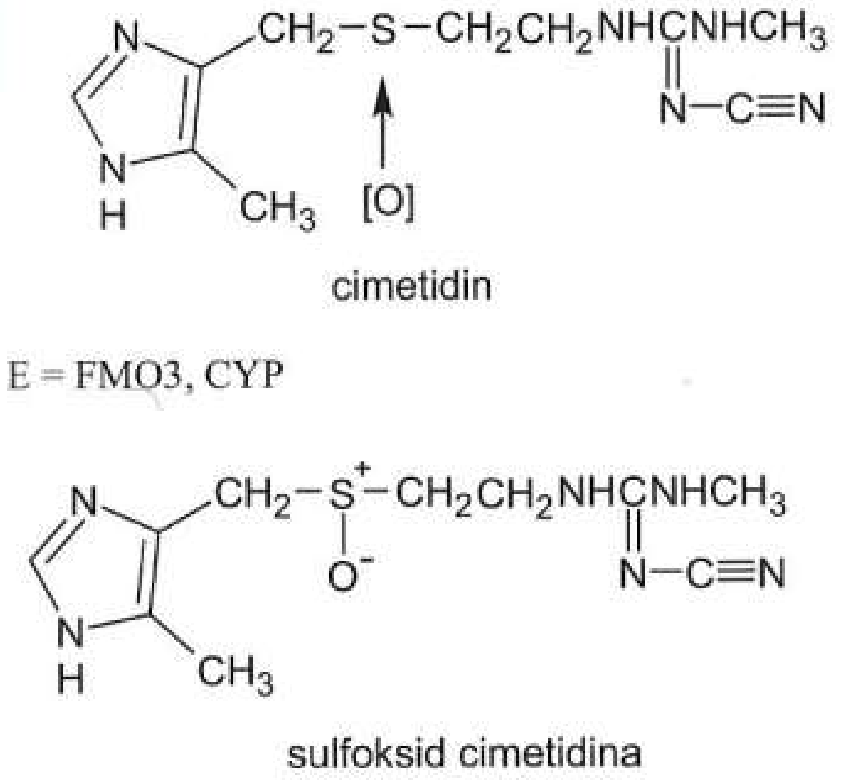 N CH₂–S–CH₂CH₂NHCNHCH₃
N–C≡N
N
H CH₃ [O]
cimetidin
E = FMO3, CYP
N CH₂–S⁺–CH₂CH₂NHCNHCH₃
O⁻ N–C≡N
N
H CH₃
sulfoksid cimetidina